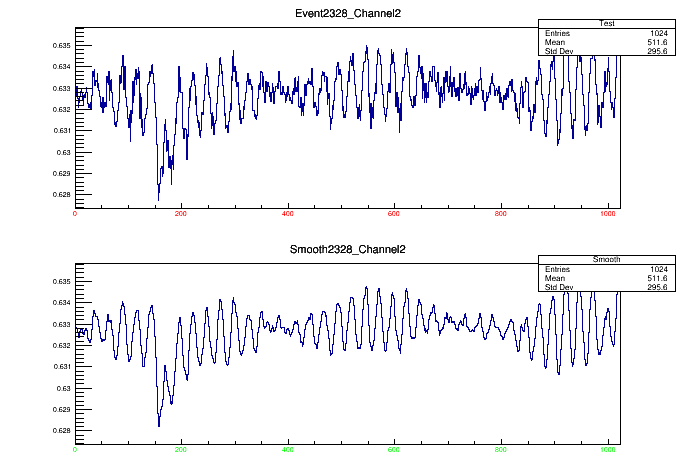 Event2328_Channel2
Test
Entries 1024
Mean 511.6
Std Dev 295.6
0.635
0.634
0.633
0.632
0.631
0.63
0.629
0.628
0 200 400 600 800 1000
Smooth2328_Channel2
Smooth
Entries 1024
Mean 511.6
Std Dev 295.6
0.635
0.634
0.633
0.632
0.631
0.63
0.629
0.628
0 200 400 600 800 1000